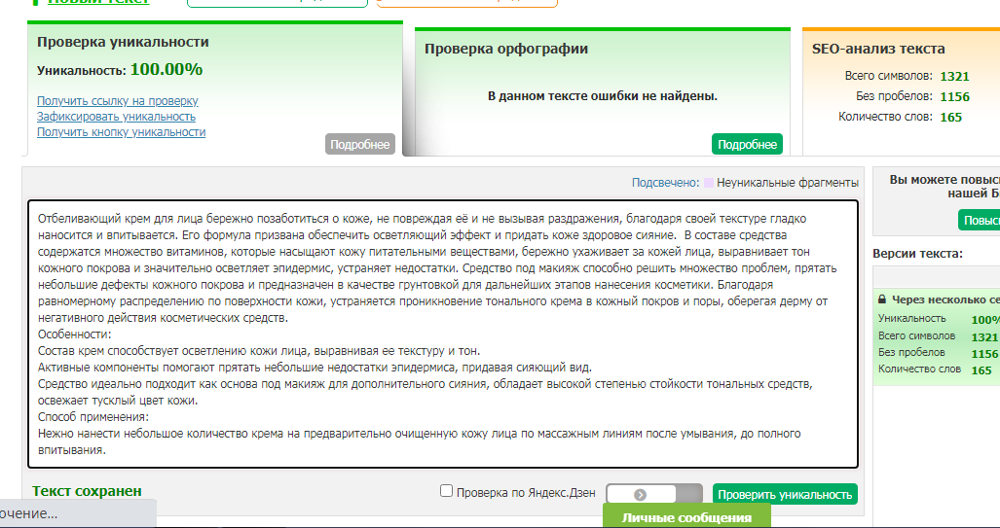 Новый текст
Проверка уникальности
Уникальность: 100.00%
Получить ссылку на проверку
Зафиксировать уникальность
Получить кнопку уникальности
Подробнее
Проверка орфографии
В данном тексте ошибки не найдены.
Подробнее
SEO-анализ текста
Всего символов: 1321
Без пробелов: 1156
Количество слов: 165
Подсвечено: Неуникальные фрагменты
Отбеливающий крем для лица бережно позаботиться о коже, не повреждая её и не вызывая раздражения, благодаря своей текстуре гладко
наносится и впитывается. Его формула призвана обеспечить осветляющий эффект и придать коже здоровое сияние. В составе средства
содержатся множество витаминов, которые насыщают кожу питательными веществами, бережно ухаживает за кожей лица, выравнивает тон
кожного покрова и значительно осветляет эпидермис, устраняет недостатки. Средство под макияж способно решить множество проблем, прятать
небольшие дефекты кожного покрова и предназначен в качестве грунтовкой для дальнейших этапов нанесения косметики. Благодаря
равномерному распределению по поверхности кожи, устраняется проникновение тонального крема в кожный покров и поры, оберегая дерму от
негативного действия косметических средств.
Особенности:
Состав крем способствует осветлению кожи лица, выравнивая ее текстуру и тон.
Активные компоненты помогают прятать небольшие недостатки эпидермиса, придавая сияющий вид.
Средство идеально подходит как основа под макияж для дополнительного сияния, обладает высокой степенью стойкости тональных средств,
освежает тусклый цвет кожи.
Способ применения:
Нежно нанести небольшое количество крема на предварительно очищенную кожу лица по массажным линиям после умывания, до полного
впитывания.
Текст сохранен
Проверка по Яндекс.Дзен
Проверить уникальность
Личные сообщения
очение...
Вы можете повыс
нашей Б
Повыс
Версии текста:
Через несколько се
Уникальность 100%
Всего символов 1321
Без пробелов 1156
Количество слов 165